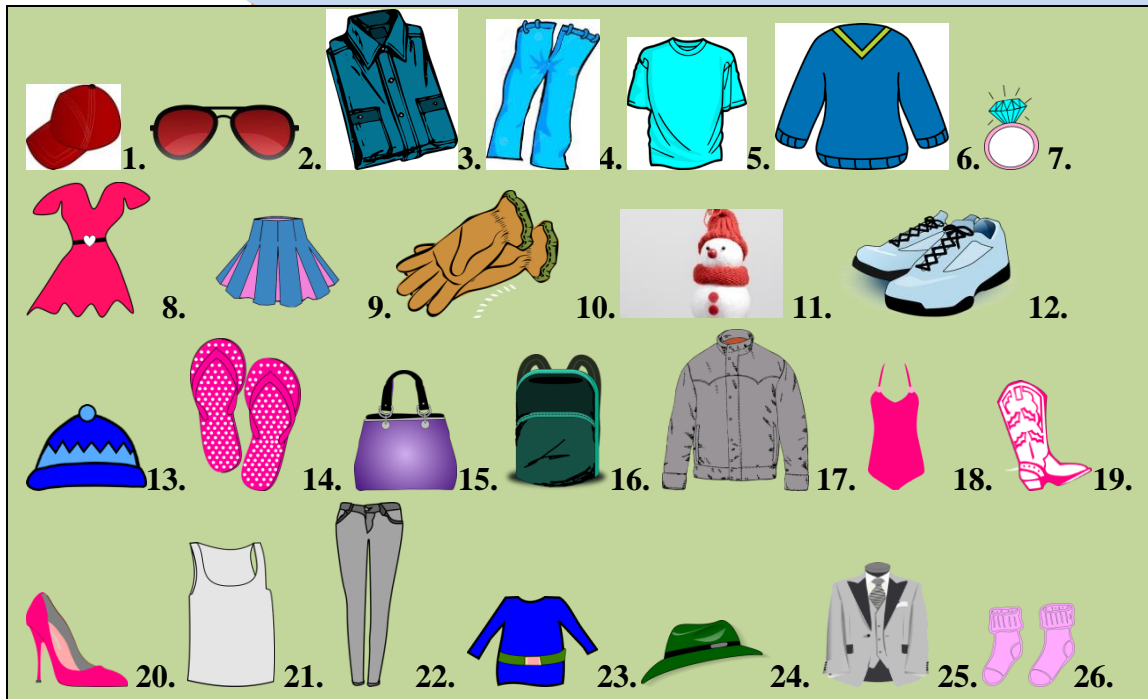 1. 2. 3. 4. 5. 6. 7.
8. 9. 10. 11. 12.
13. 14. 15. 16. 17. 18. 19.
20. 21. 22. 23. 24. 25. 26.